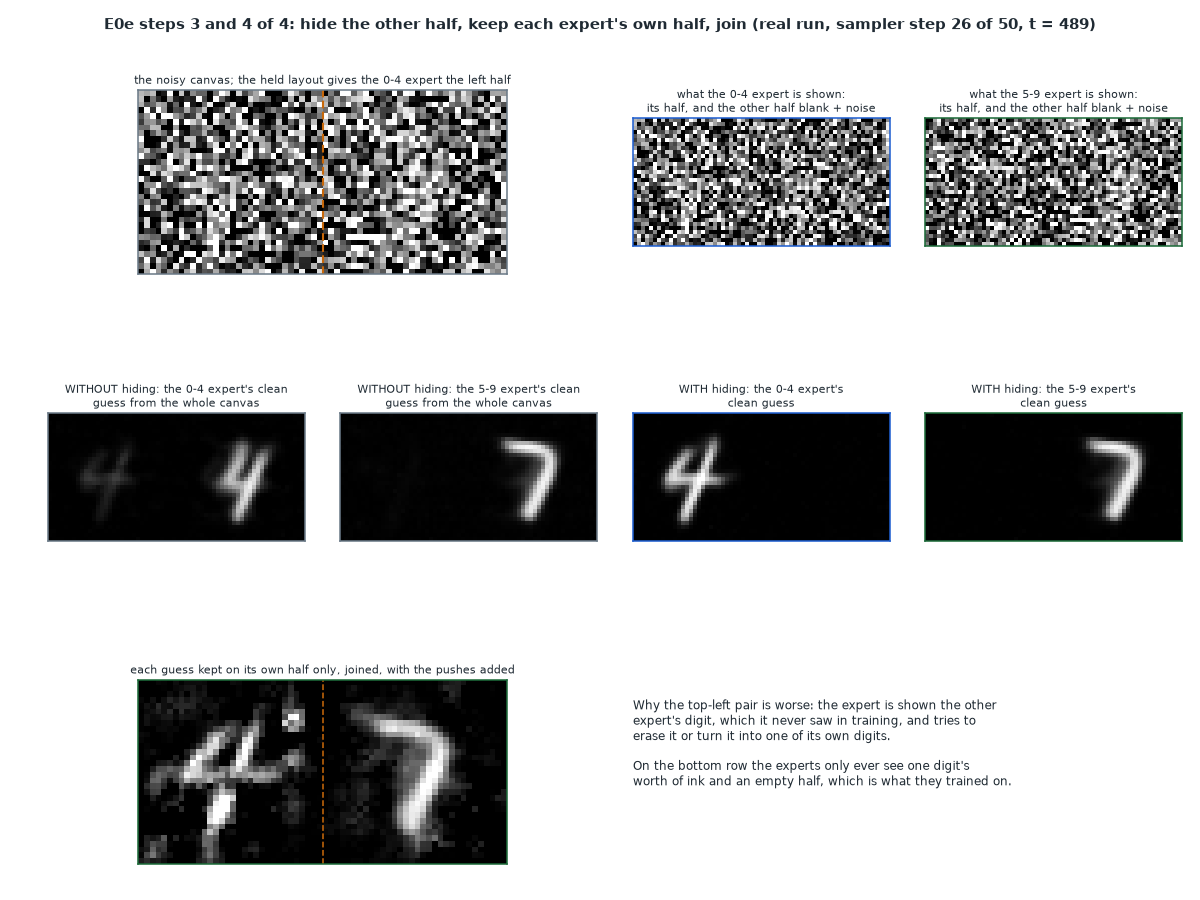 E0e steps 3 and 4 of 4: hide the other half, keep each expert's own half, join (real run, sampler step 26 of 50, t = 489)
the noisy canvas; the held layout gives the 0-4 expert the left half
what the 0-4 expert is shown:
its half, and the other half blank + noise
what the 5-9 expert is shown:
its half, and the other half blank + noise
WITHOUT hiding: the 0-4 expert's clean
guess from the whole canvas
WITHOUT hiding: the 5-9 expert's clean
guess from the whole canvas
WITH hiding: the 0-4 expert's
clean guess
WITH hiding: the 5-9 expert's
clean guess
4 4
7
4
7
each guess kept on its own half only, joined, with the pushes added
4 7
Why the top-left pair is worse: the expert is shown the other
expert's digit, which it never saw in training, and tries to
erase it or turn it into one of its own digits.
On the bottom row the experts only ever see one digit's
worth of ink and an empty half, which is what they trained on.